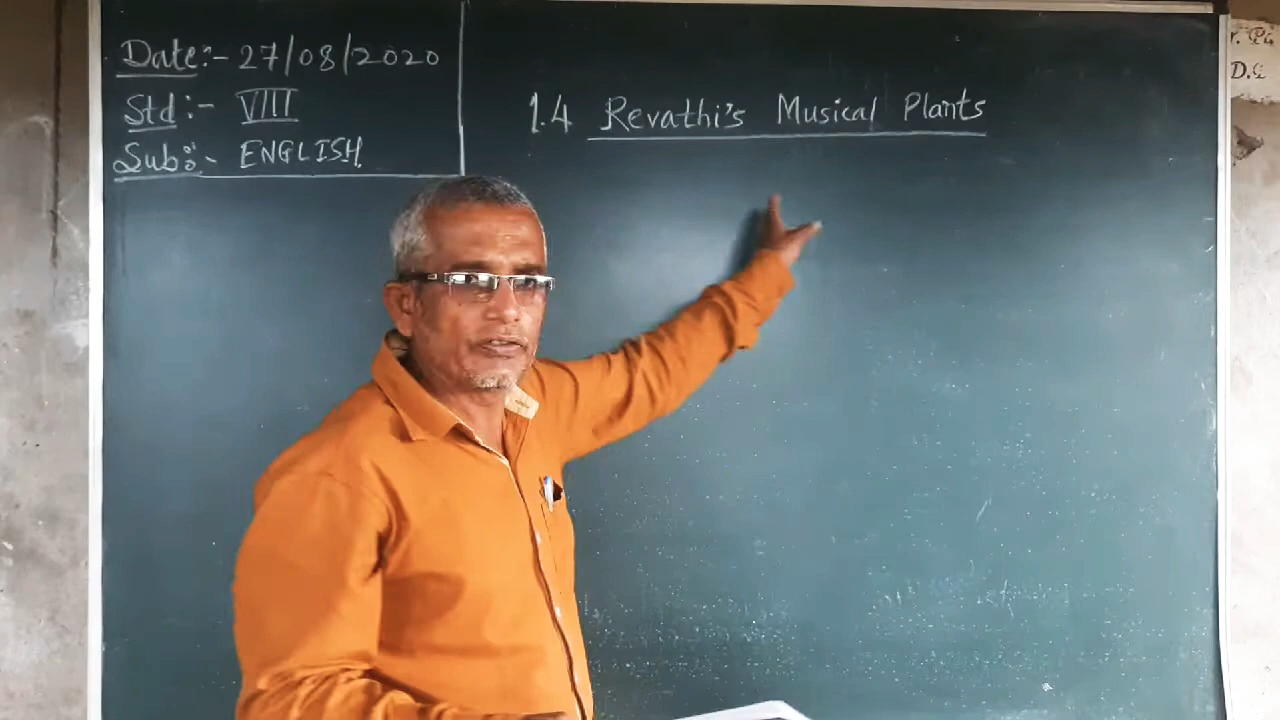 Date:- 27/08/2020
Std:- VIII
Sub:- ENGLISH
1.4 Revathi's Musical Plants